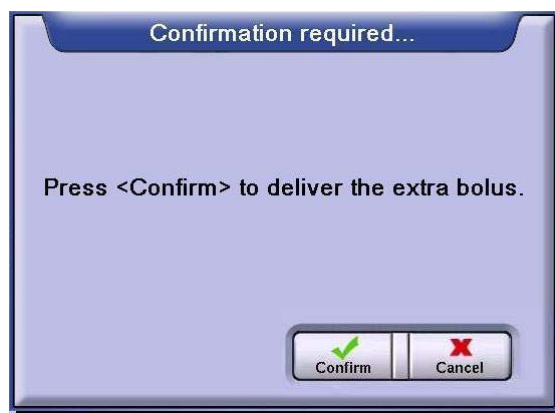 Confirmation required...
Press <Confirm> to deliver the extra bolus.
Confirm
Cancel